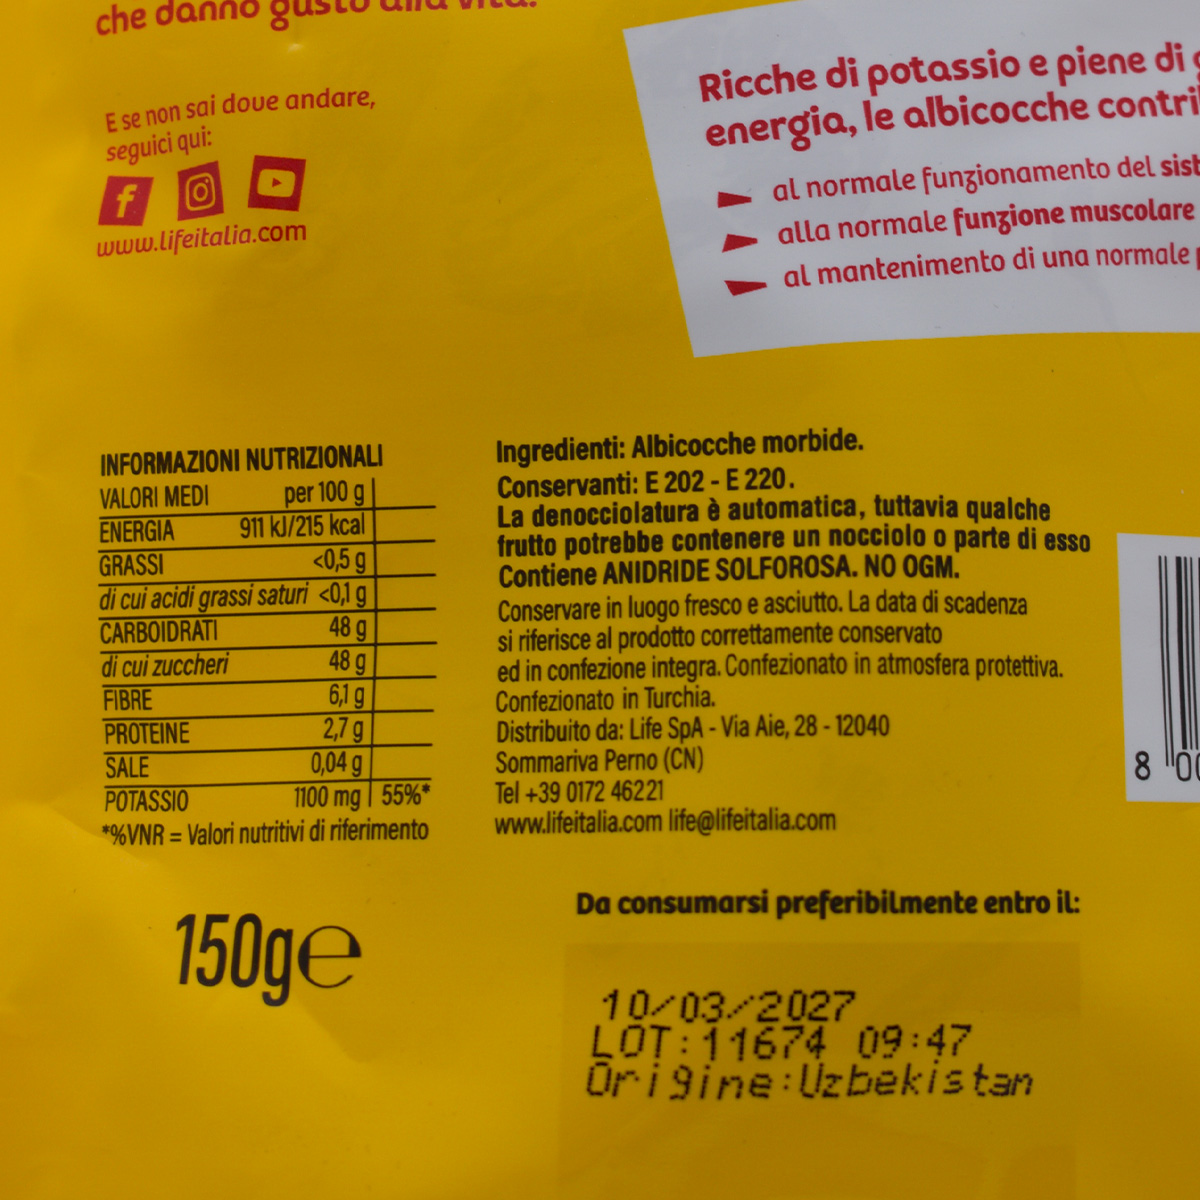 che danno gusto alla vita.
E se non sai dove andare,
seguici qui:
www.lifeitalia.com
Ricche di potassio e piene di
energia, le albicocche
al normale funzionamento del
alla normale funzione muscolare
al mantenimento di una normale
INFORMAZIONI NUTRIZIONALI
VALORI MEDI per 100 g
ENERGIA 911 kJ/215 kcal
GRASSI <0,5 g
di cui acidi grassi saturi <0,1 g
CARBOIDRATI 48 g
di cui zuccheri 48 g
FIBRE 6,1 g
PROTEINE 2,7 g
SALE 0,04 g
POTASSIO 1100 mg 55%*
*%VNR = Valori nutritivi di riferimento
150g e
Ingredienti: Albicocche morbide.
Conservanti: E 202 - E 220.
La denocciolatura è automatica, tuttavia qualche
frutto potrebbe contenere un nocciolo o parte di esso
Contiene ANIDRIDE SOLFOROSA. NO OGM.
Conservare in luogo fresco e asciutto. La data di scadenza
si riferisce al prodotto correttamente conservato
ed in confezione integra. Confezionato in atmosfera protettiva.
Confezionato in Turchia.
Distribuito da: Life SpA - Via Aie, 28 - 12040
Sommariva Perno (CN)
Tel +39 0172 46221
www.lifeitalia.com life@lifeitalia.com
Da consumarsi preferibilmente entro il:
10/03/2027
LOT:11674 09:47
Origine:Uzbekistan
8